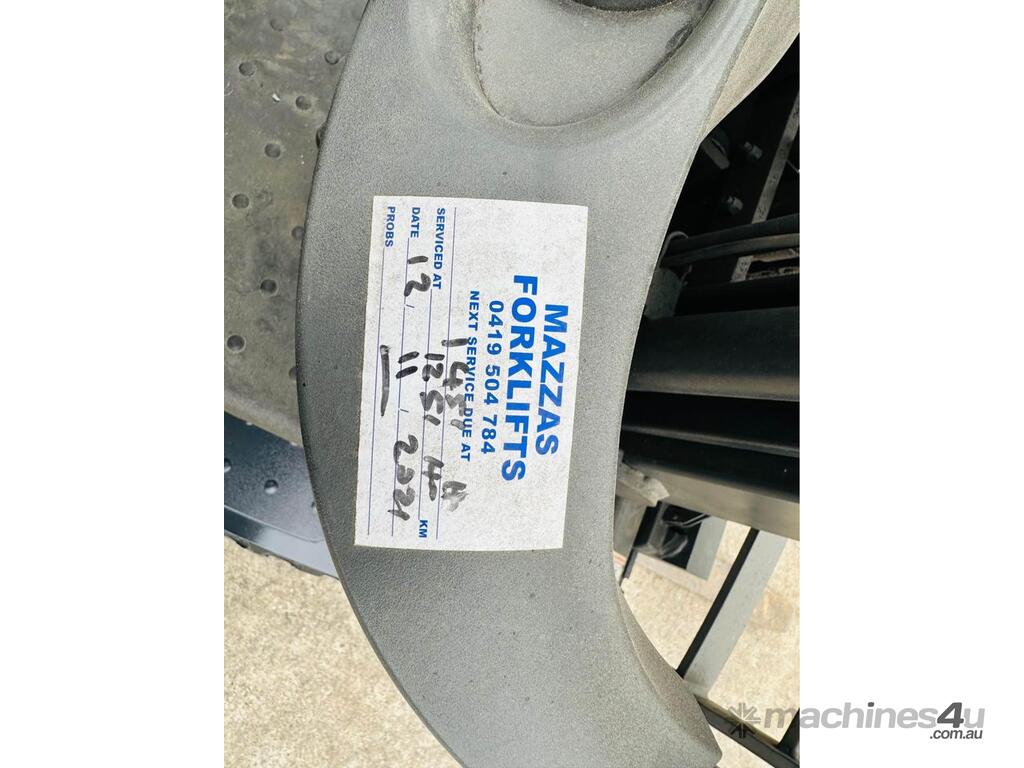 MAZZAS
FORKLIFTS
0419 504 784
NEXT SERVICE DUE AT
SERVICED AT 1251 KM
DATE 12, 11, 2021
PROBS —
machines4u
.com.au